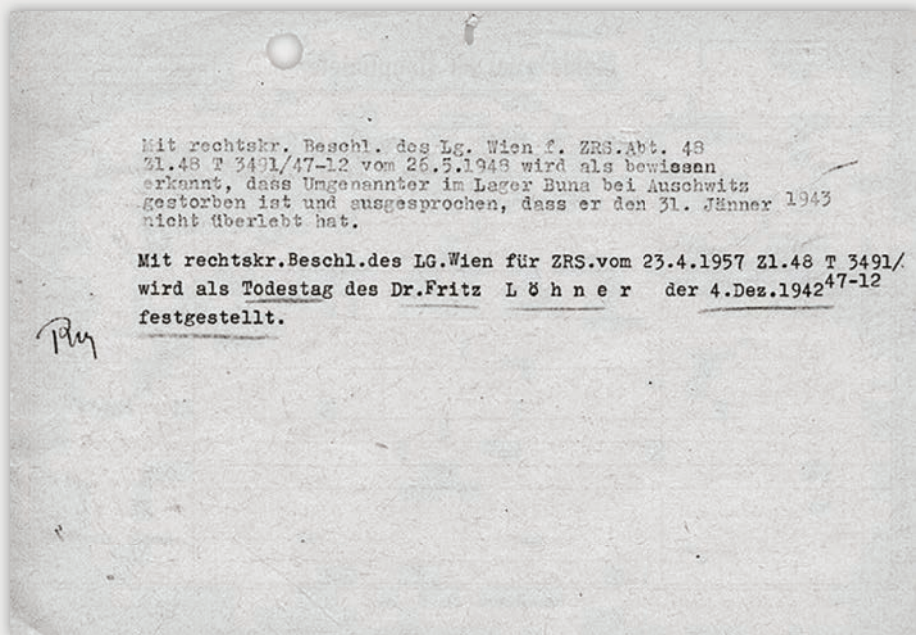 Mit rechtskr. Beschl. des Lg. Wien f. ZRS.Abt. 48
Zl.48 T 3491/47-12 vom 26.5.1948 wird als bewissen
erkannt, dass Umgenannter im Lager Buna bei Auschwitz
gestorben ist und ausgesprochen, dass er den 31. Jänner 1943
nicht überlebt hat.
Mit rechtskr.Beschl.des LG.Wien für ZRS.vom 23.4.1957 Zl.48 T 3491/
47-12
wird als Todestag des Dr.Fritz L ö h n e r der 4.Dez.1942
festgestellt.